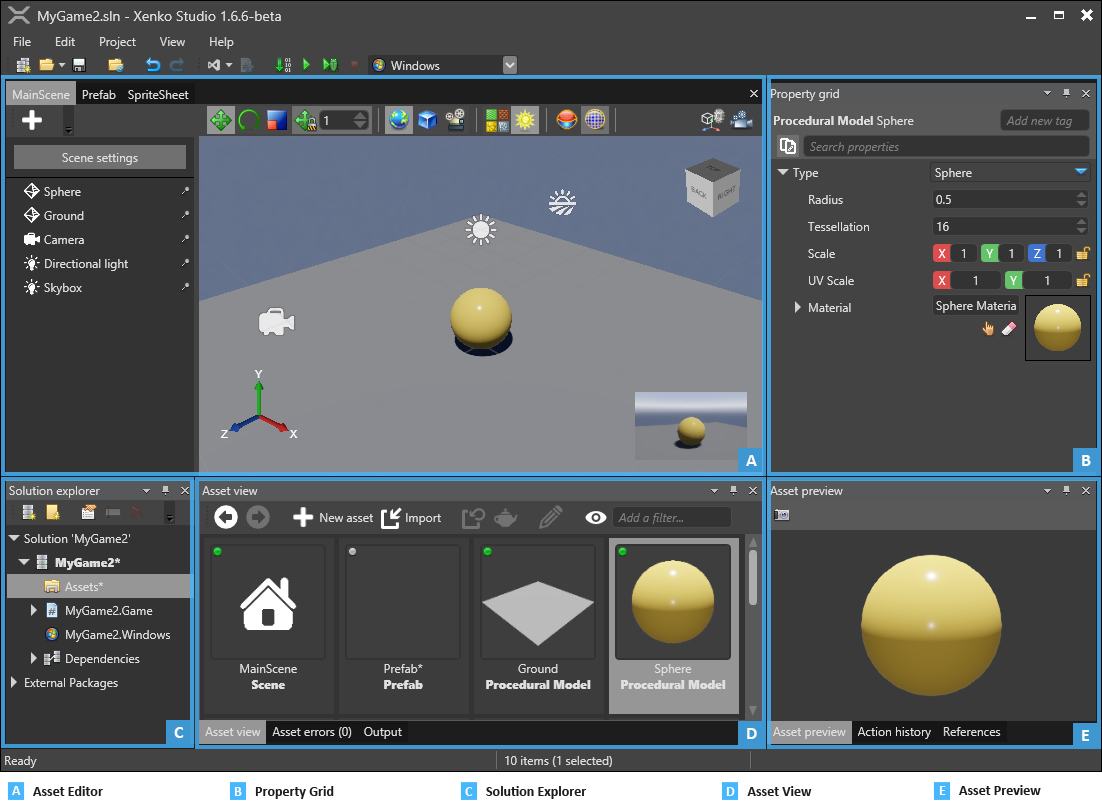 MyGame2.sln - Xenko Studio 1.6.6-beta
File Edit Project View Help
Windows
MainScene Prefab SpriteSheet
1
Scene settings
Sphere
Ground
Camera
Directional light
Skybox
TOP
BACK RIGHT
Y
Z X
A
Property grid
Procedural Model Sphere Add new tag
Search properties
Type Sphere
Radius 0.5
Tessellation 16
Scale X 1 Y 1 Z 1
UV Scale X 1 Y 1
Material Sphere Materia
B
Solution explorer
Solution 'MyGame2'
MyGame2*
Assets*
MyGame2.Game
MyGame2.Windows
Dependencies
External Packages
C
Asset view
New asset Import Add a filter...
MainScene
Scene
Prefab*
Prefab
Ground
Procedural Model
Sphere
Procedural Model
Asset view Asset errors (0) Output
D
Asset preview
Asset preview Action history References
E
Ready 10 items (1 selected)
A Asset Editor B Property Grid C Solution Explorer D Asset View E Asset Preview